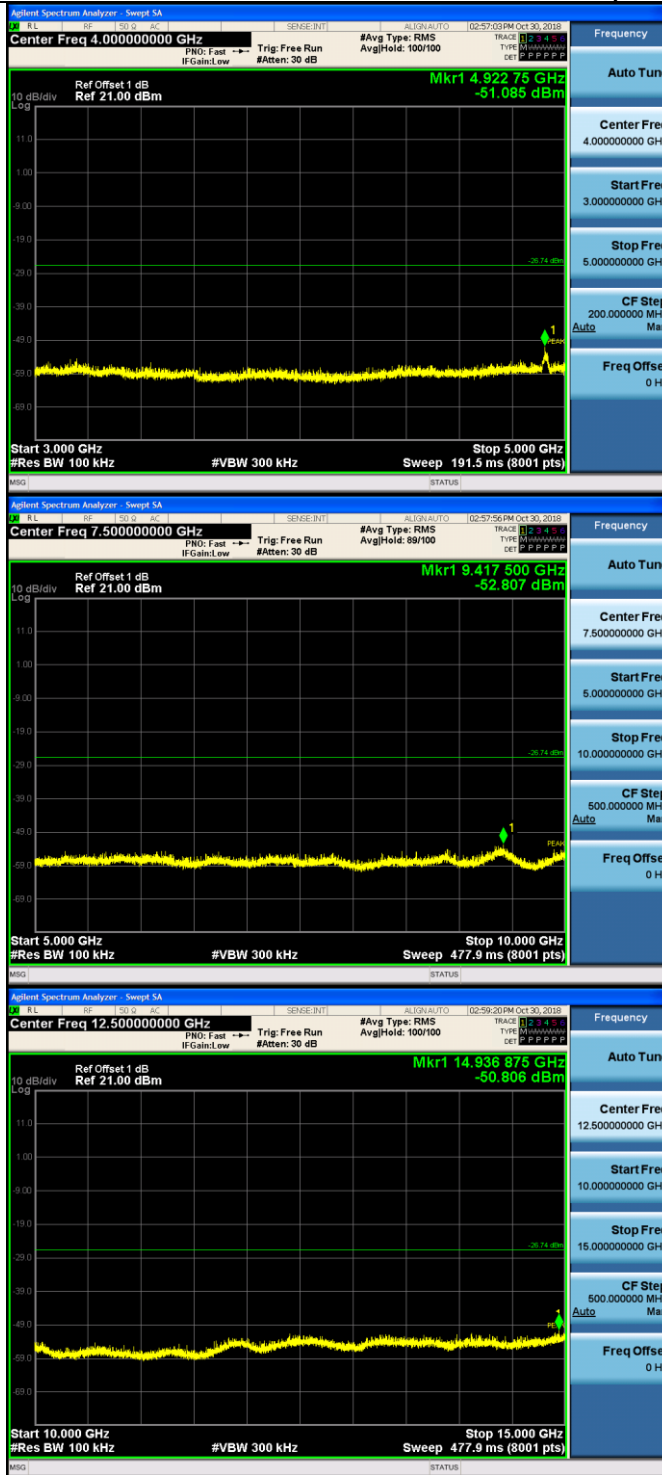 Agilent Spectrum Analyzer - Swept SA
RL RF 50 Ω AC SENSE:INT ALIGN AUTO 02:57:03 PM Oct 30, 2018
Center Freq 4.000000000 GHz #Avg Type: RMS TRACE 1 2 3 4 5 6
PNO: Fast Trig: Free Run Avg|Hold: 100/100 TYPE M
IFGain:Low #Atten: 30 dB DET P P P P P P
Frequency
Auto Tun
Mkr1 4.922 75 GHz
-51.085 dBm
Ref Offset 1 dB
10 dB/div Ref 21.00 dBm
Log
11.0
1.00
-9.00
-19.0
-26.74 dBm
-29.0
-39.0
-49.0
1
PEAK
-59.0
-69.0
Center Fre
4.000000000 GH
Start Fre
3.000000000 GH
Stop Fre
5.000000000 GH
CF Ste
200.000000 MH
Auto Ma
Freq Offse
0 H
Start 3.000 GHz Stop 5.000 GHz
#Res BW 100 kHz #VBW 300 kHz Sweep 191.5 ms (8001 pts)
MSG STATUS
Agilent Spectrum Analyzer - Swept SA
RL RF 50 Ω AC SENSE:INT ALIGN AUTO 02:57:56 PM Oct 30, 2018
Center Freq 7.500000000 GHz #Avg Type: RMS TRACE 1 2 3 4 5 6
PNO: Fast Trig: Free Run Avg|Hold: 89/100 TYPE M
IFGain:Low #Atten: 30 dB DET P P P P P P
Frequency
Auto Tun
Mkr1 9.417 500 GHz
-52.807 dBm
Ref Offset 1 dB
10 dB/div Ref 21.00 dBm
Log
11.0
1.00
-9.00
-19.0
-26.74 dBm
-29.0
-39.0
-49.0
1
PEAK
-59.0
-69.0
Center Fre
7.500000000 GH
Start Fre
5.000000000 GH
Stop Fre
10.000000000 GH
CF Ste
500.000000 MH
Auto Ma
Freq Offse
0 H
Start 5.000 GHz Stop 10.000 GHz
#Res BW 100 kHz #VBW 300 kHz Sweep 477.9 ms (8001 pts)
MSG STATUS
Agilent Spectrum Analyzer - Swept SA
RL RF 50 Ω AC SENSE:INT ALIGN AUTO 02:59:20 PM Oct 30, 2018
Center Freq 12.500000000 GHz #Avg Type: RMS TRACE 1 2 3 4 5 6
PNO: Fast Trig: Free Run Avg|Hold: 100/100 TYPE M
IFGain:Low #Atten: 30 dB DET P P P P P P
Frequency
Auto Tun
Mkr1 14.936 875 GHz
-50.806 dBm
Ref Offset 1 dB
10 dB/div Ref 21.00 dBm
Log
11.0
1.00
-9.00
-19.0
-26.74 dBm
-29.0
-39.0
-49.0
1
-59.0
-69.0
Center Fre
12.500000000 GH
Start Fre
10.000000000 GH
Stop Fre
15.000000000 GH
CF Ste
500.000000 MH
Auto Ma
Freq Offse
0 H
Start 10.000 GHz Stop 15.000 GHz
#Res BW 100 kHz #VBW 300 kHz Sweep 477.9 ms (8001 pts)
MSG STATUS